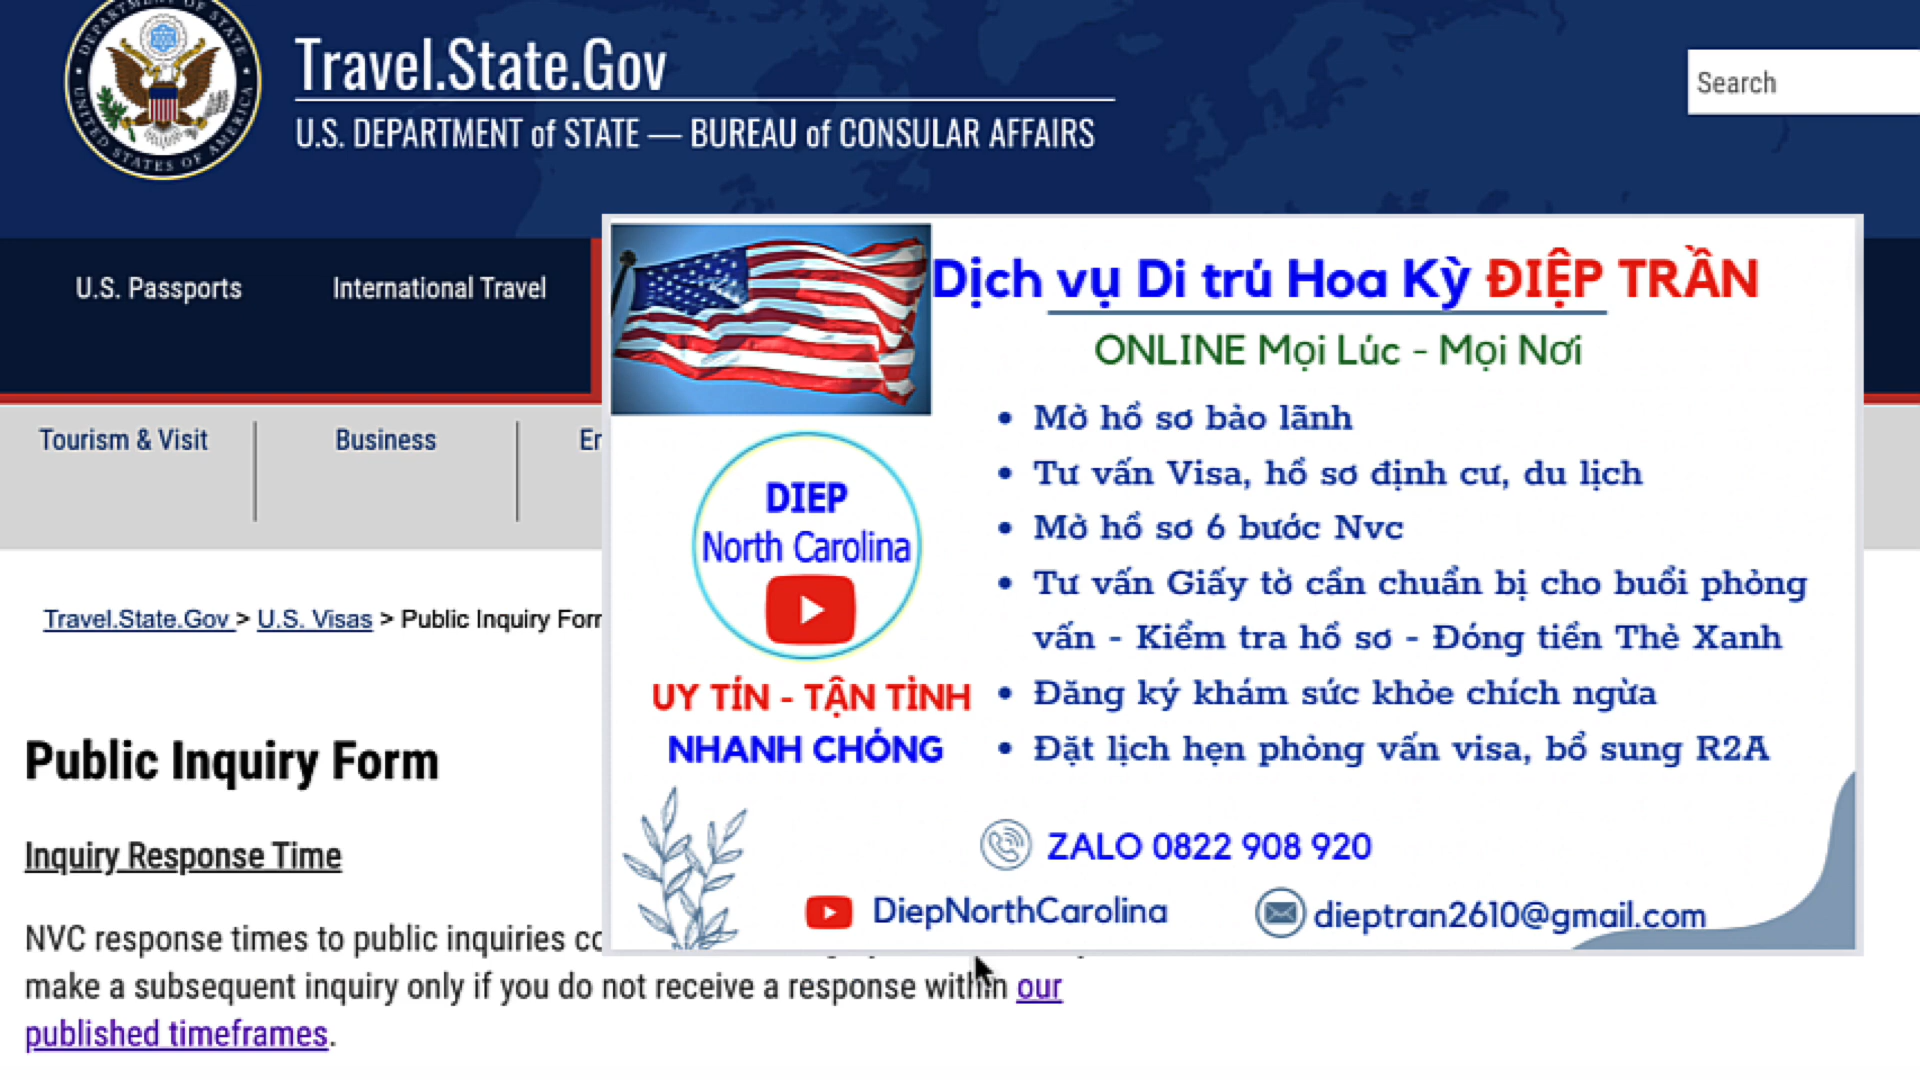 DEPARTMENT OF STATE
UNITED STATES OF AMERICA
Travel.State.Gov
U.S. DEPARTMENT of STATE — BUREAU of CONSULAR AFFAIRS
Search
U.S. Passports
International Travel
Tourism & Visit
Business
Travel.State.Gov > U.S. Visas > Public Inquiry
Public Inquiry Form
Inquiry Response Time
NVC response times to public inquiries
make a subsequent inquiry only if you do not receive a response within our
published timeframes.
Dịch vụ Di trú Hoa Kỳ ĐIỆP TRẦN
ONLINE Mọi Lúc - Mọi Nơi
• Mở hồ sơ bảo lãnh
• Tư vấn Visa, hồ sơ định cư, du lịch
• Mở hồ sơ 6 bước Nvc
• Tư vấn Giấy tờ cần chuẩn bị cho buổi phỏng
vấn - Kiểm tra hồ sơ - Đóng tiền Thẻ Xanh
• Đăng ký khám sức khỏe chích ngừa
• Đặt lịch hẹn phỏng vấn visa, bổ sung R2A
DIEP
North Carolina
UY TÍN - TẬN TÌNH
NHANH CHÓNG
ZALO 0822 908 920
DiepNorthCarolina
dieptran2610@gmail.com